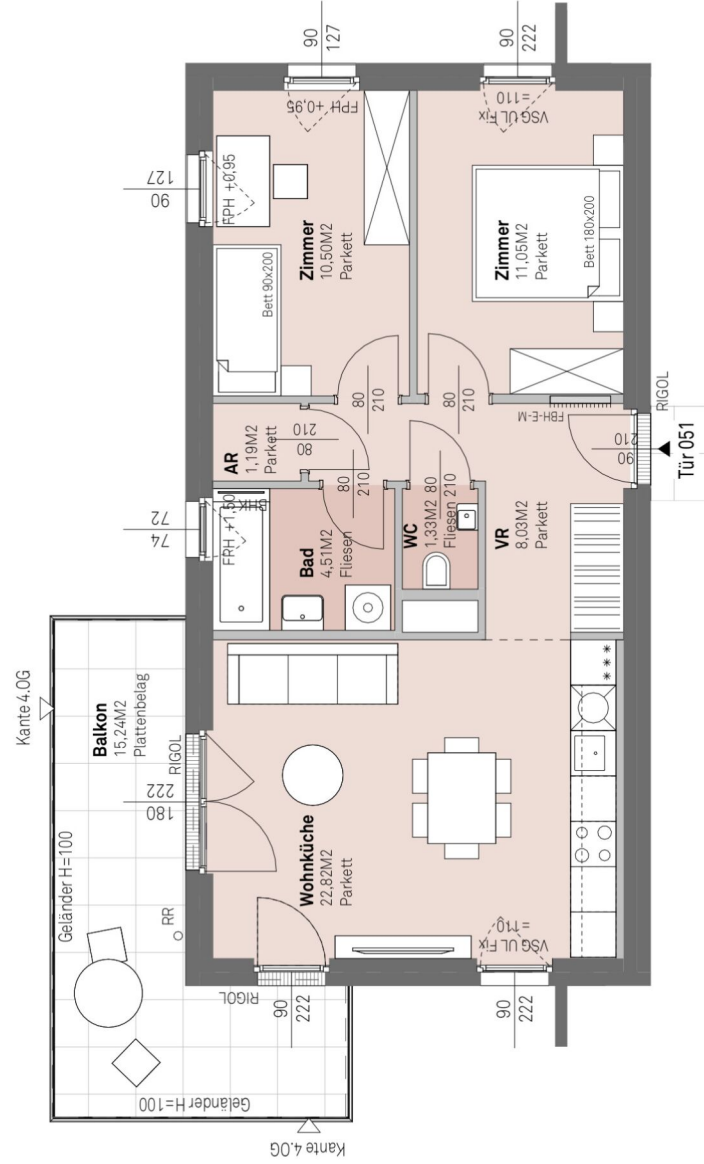 90
127
90
222
FPH +0,95
VSG UL Fix
=110
127
90
FPH +0,95
Zimmer
10,50M2
Parkett
Bett 90x200
Zimmer
11,05M2
Parkett
Bett 180x200
80
210
80
210
AR
1,19M2
Parkett
80
210
FBH-E-M
RIGOL
90
210
Tür 051
72
74
FPH +1,50
BHK
Bad
4,51M2
Fliesen
80
210
WC
1,33M2
Fliesen
80
210
VR
8,03M2
Parkett
Kante 4.OG
Balkon
15,24M2
Plattenbelag
RIGOL
222
180
Geländer H=100
RR
Wohnküche
22,82M2
Parkett
RIGOL
90
222
VSG UL Fix
=110
90
222
Geländer H=100
Kante 4.OG